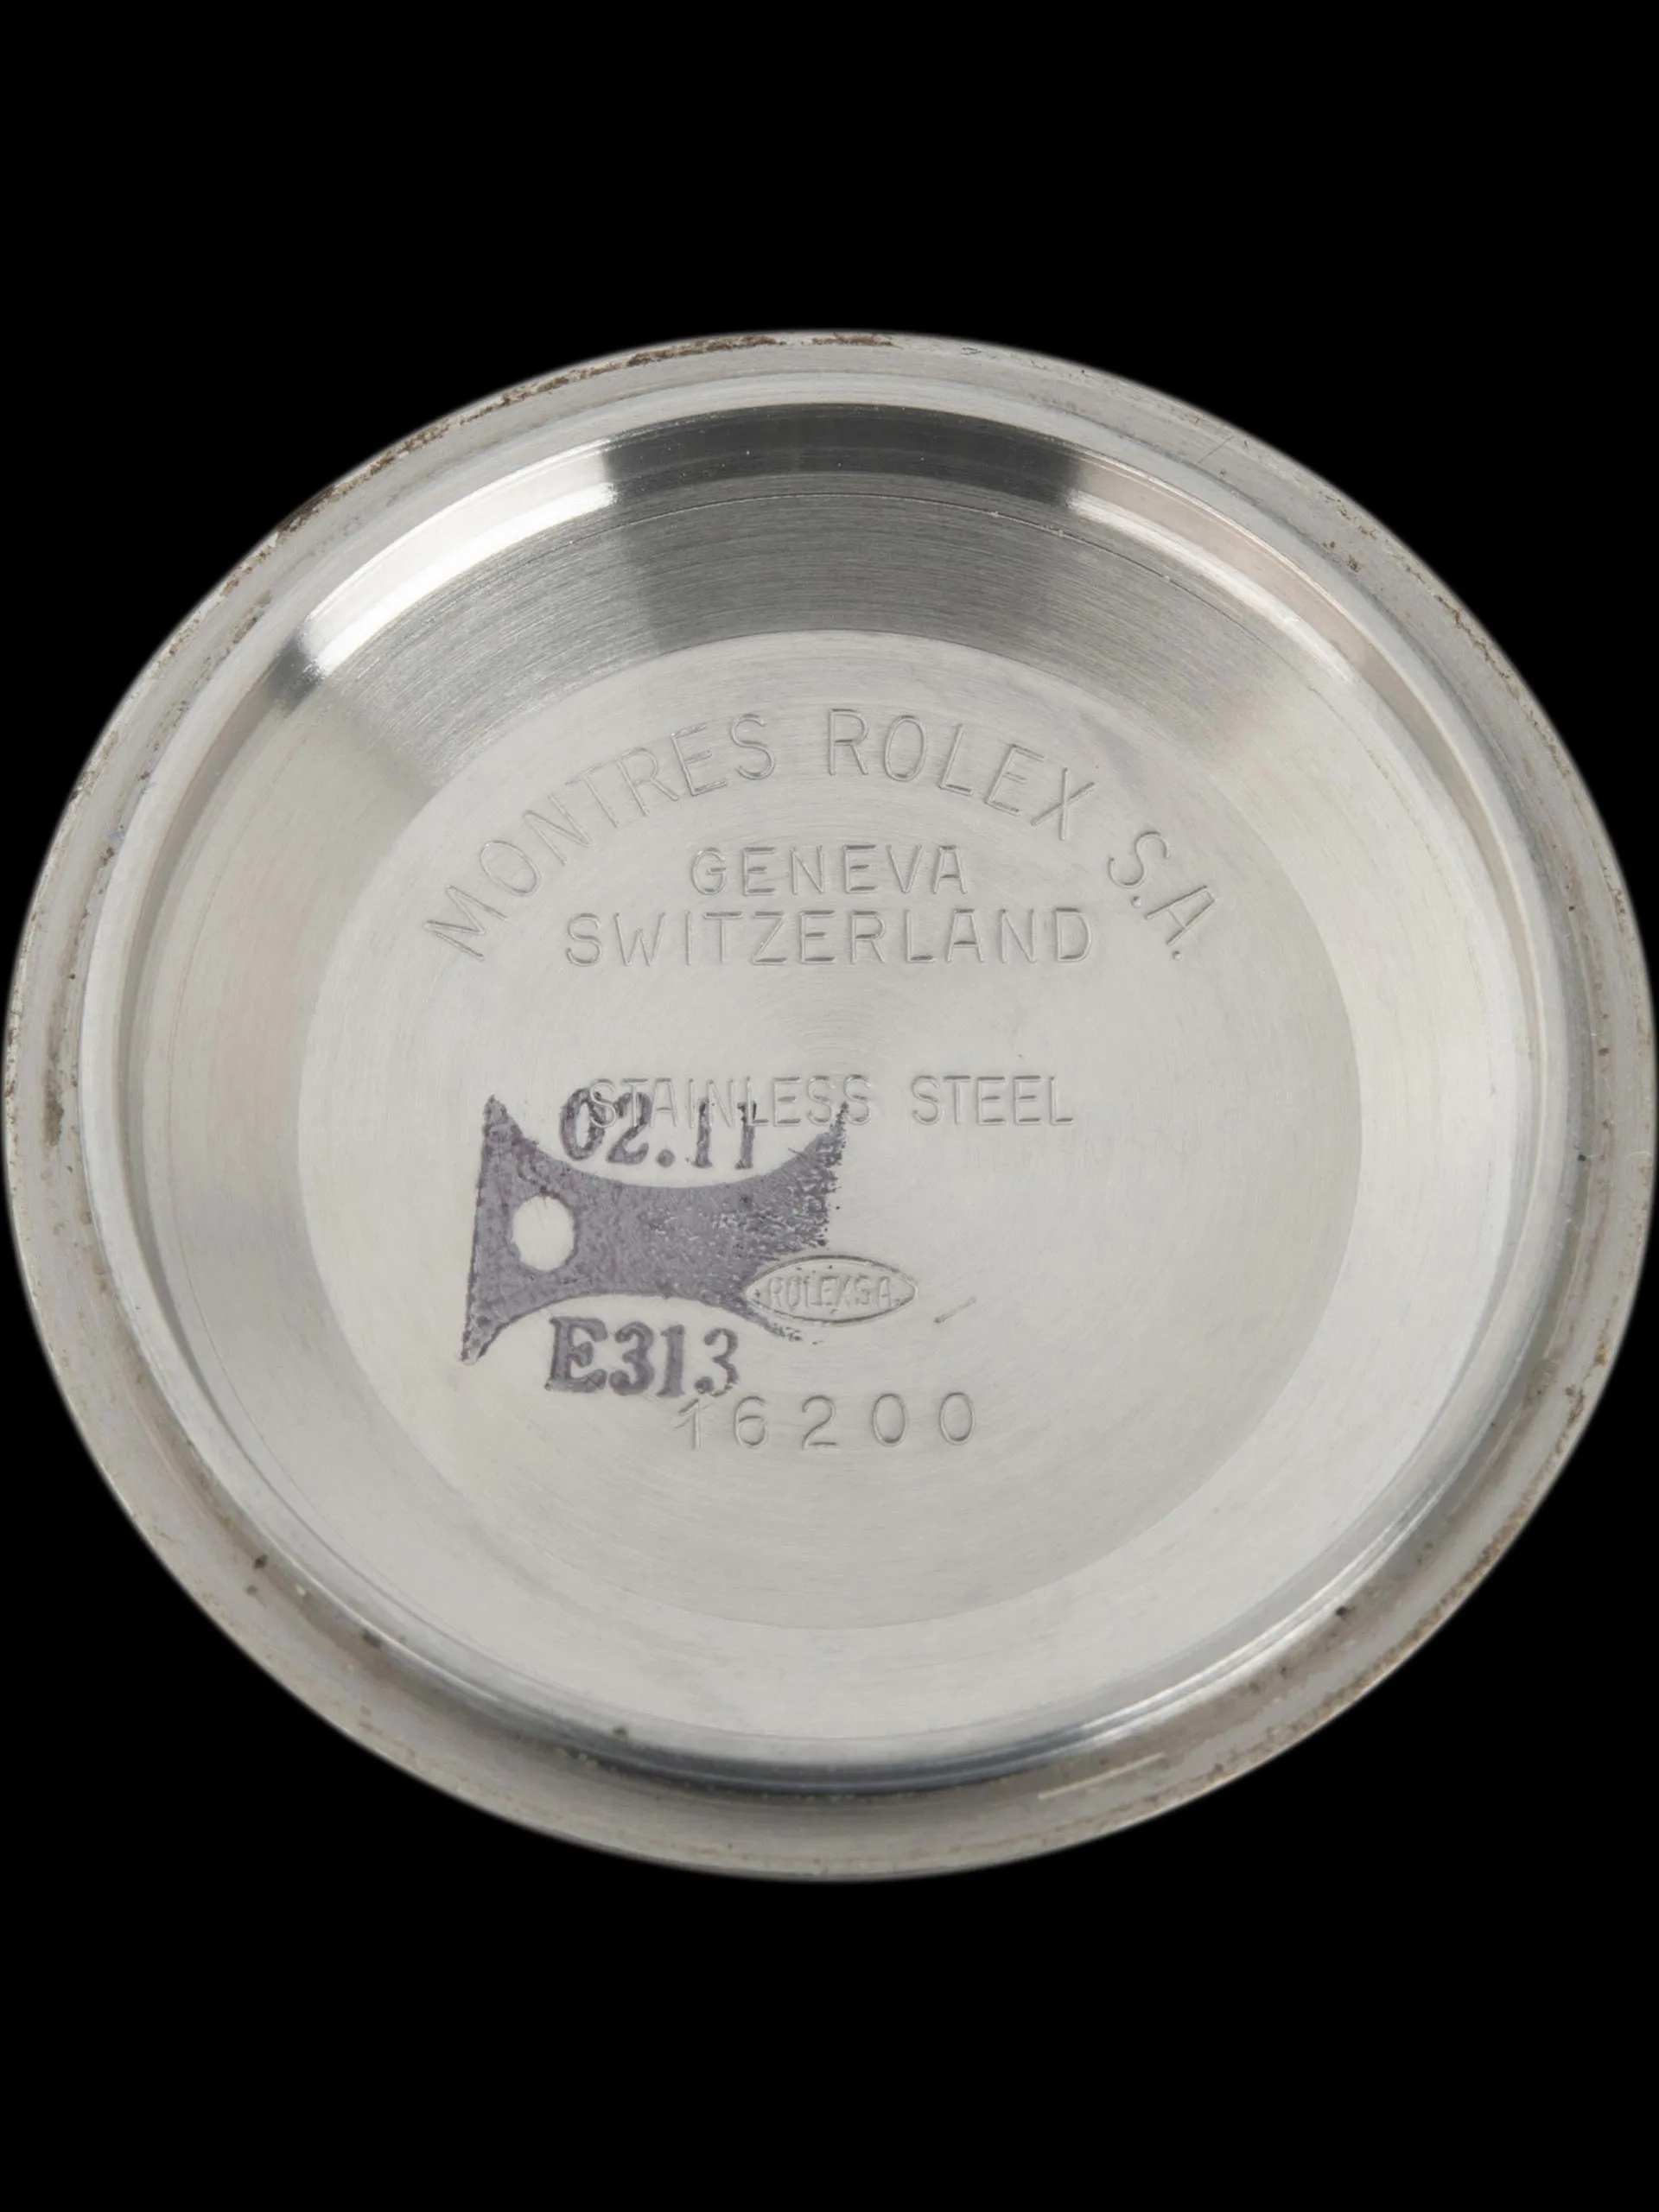 MONTRES ROLEX S.A.
GENEVA
SWITZERLAND
STAINLESS STEEL
02.11
ROLEX S A
E313
16200